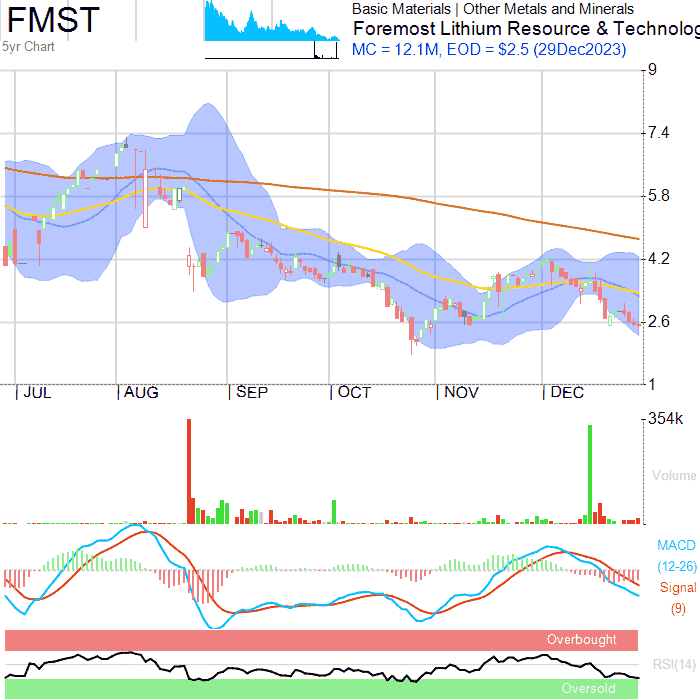 FMST
5yr Chart
Basic Materials | Other Metals and Minerals
Foremost Lithium Resource & Technolog
MC = 12.1M, EOD = $2.5 (29Dec2023)
9
7.4
5.8
4.2
2.6
1
JUL AUG SEP OCT NOV DEC
354k
Volume
MACD
(12-26)
Signal
(9)
Overbought
RSI(14)
Oversold